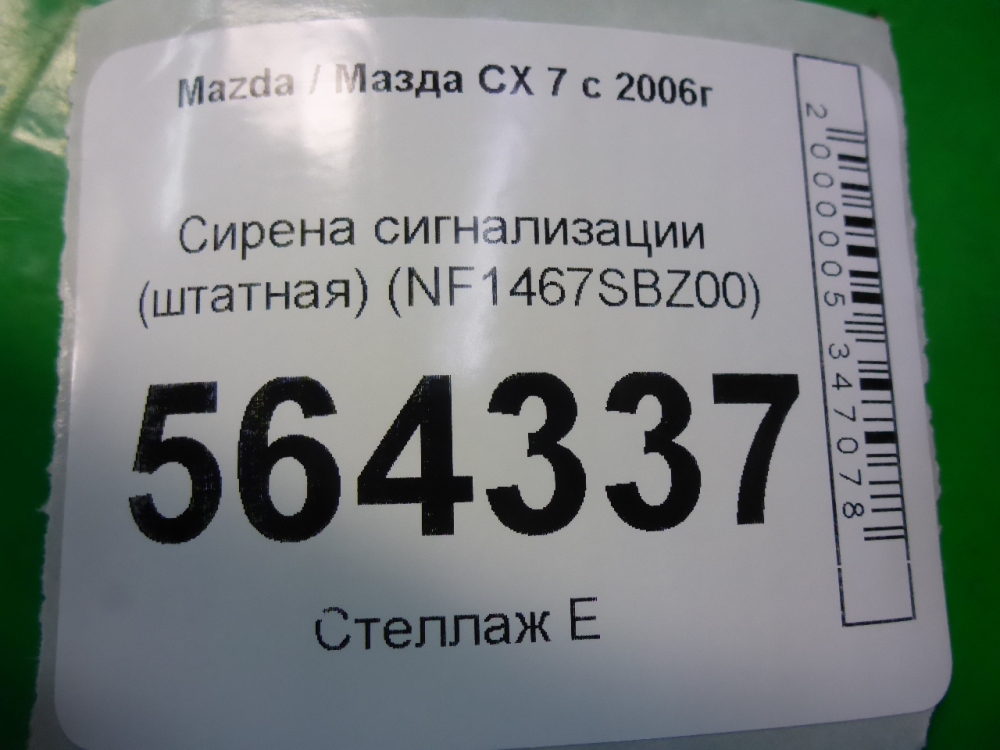 Mazda / Мазда CX 7 с 2006г
Сирена сигнализации
(штатная) (NF1467SBZ00)
564337
Стеллаж Е
2000005347078